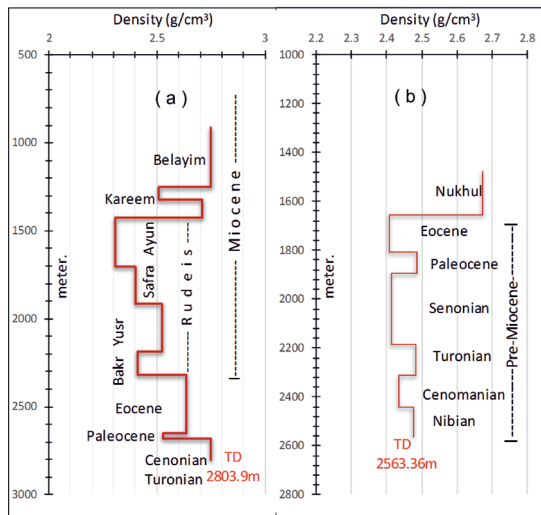 Density (g/cm³)
Density (g/cm³)
2.
2.5
3
500
1000
1500
2000
2500
3000
meter.
( a )
Belayim
Kareem
Safra Ayun
Bakr Yusr
Rudeis
Miocene
Eocene
Paleocene
Cenonian
Turonian
TD
2803.9m
2.2
2.3
2.4
2.5
2.6
2.7
2.8
1000
1200
1400
1600
1800
2000
2200
2400
2600
2800
meter.
( b )
Nukhul
Eocene
Paleocene
Senonian
Turonian
Cenomanian
Nibian
Pre-Miocene
TD
2563.36m